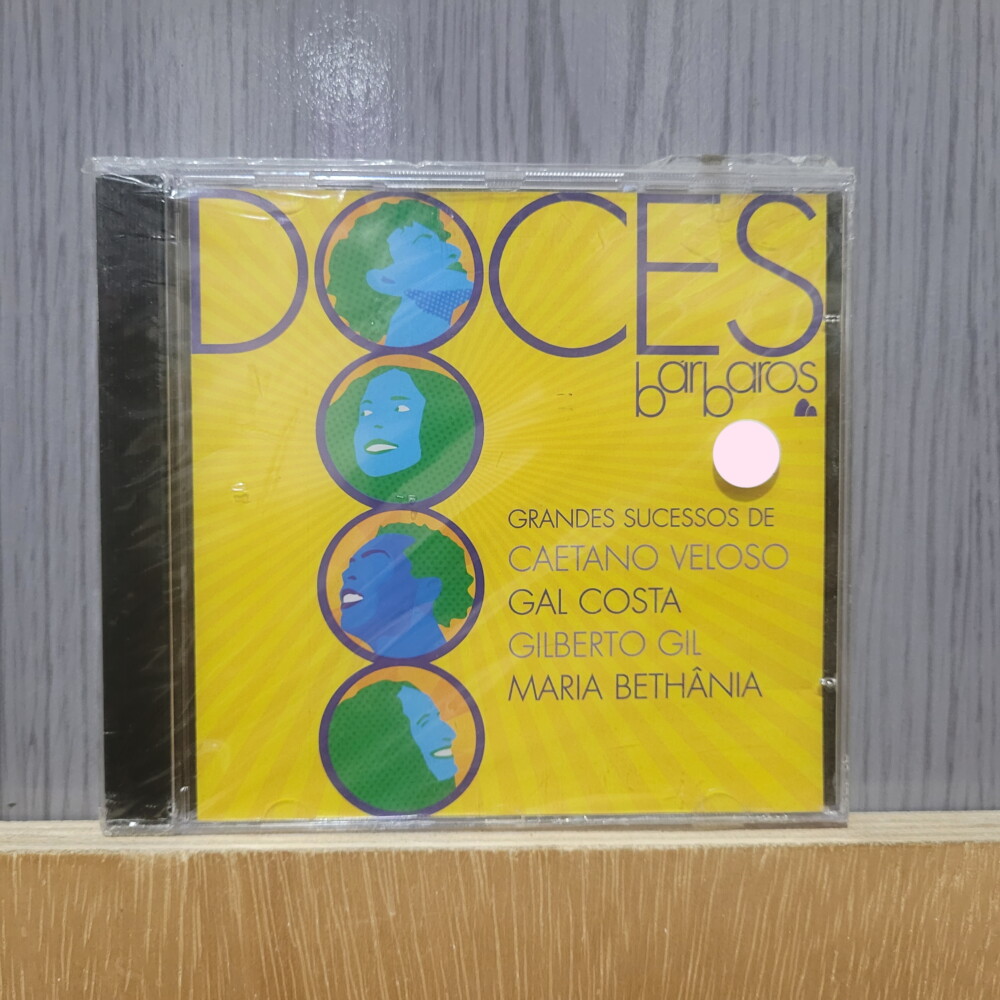 DOCES
bárbaros
GRANDES SUCESSOS DE
CAETANO VELOSO
GAL COSTA
GILBERTO GIL
MARIA BETHÂNIA